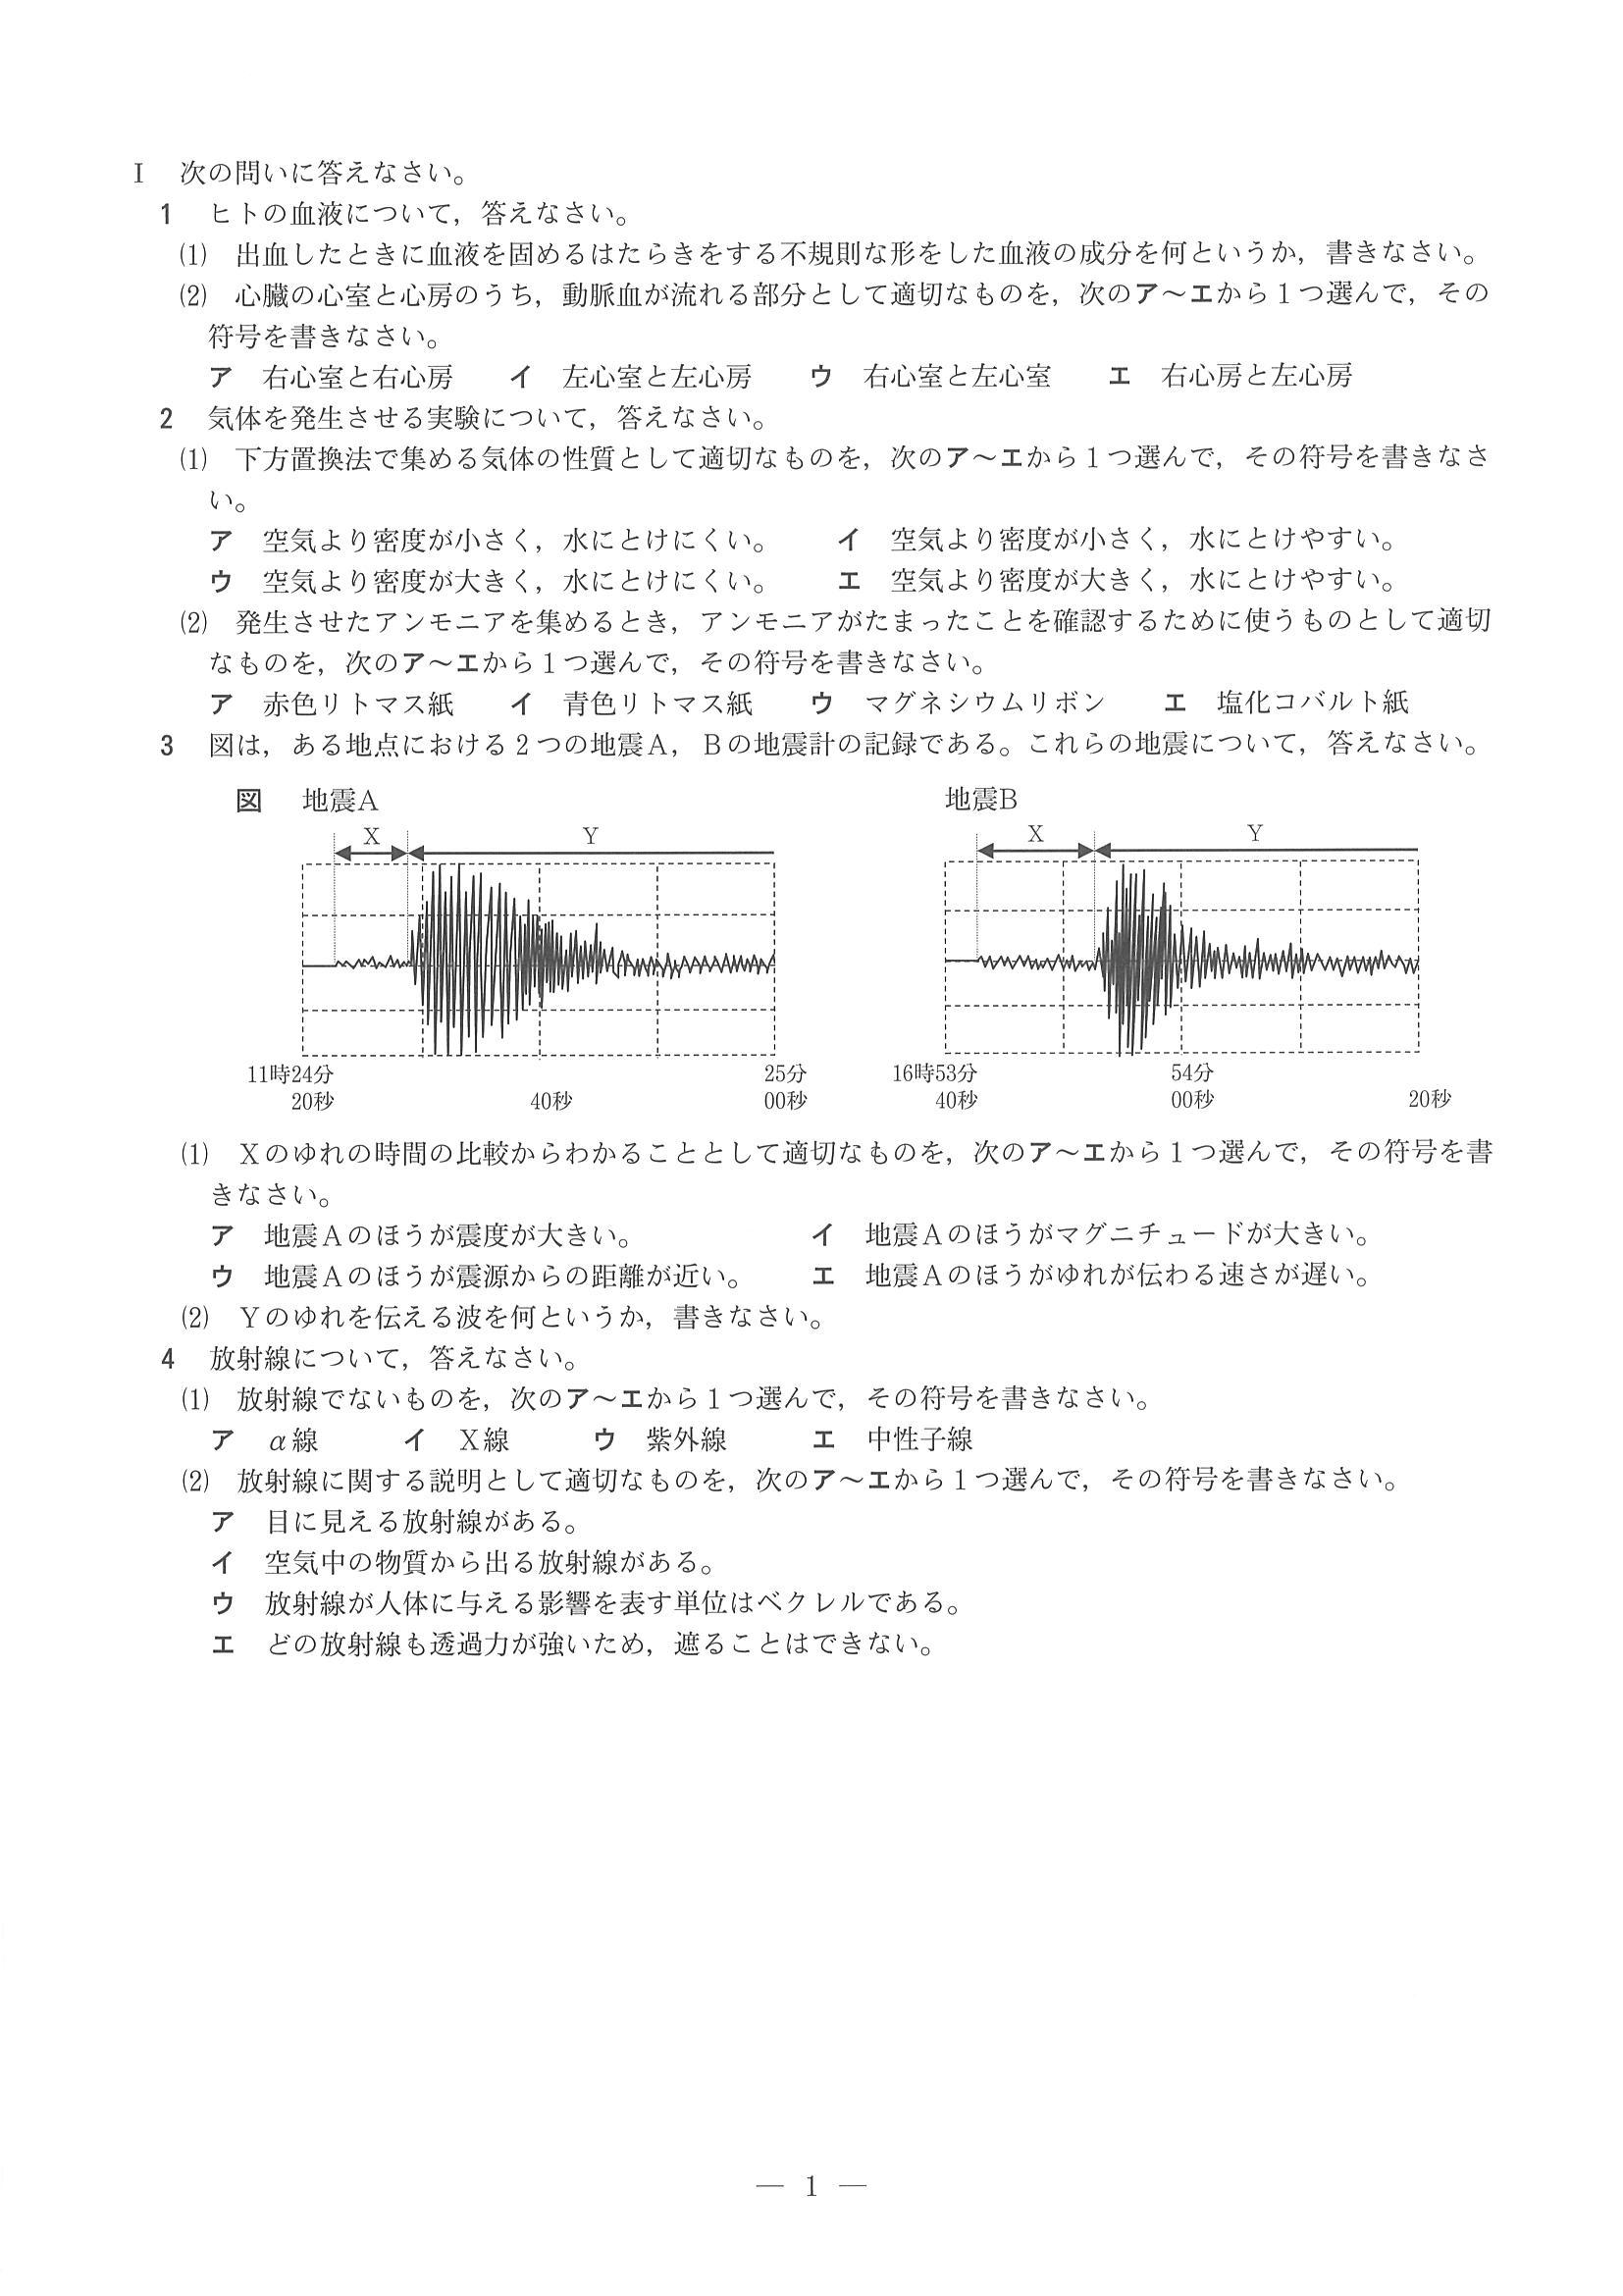 Ⅰ　次の問いに答えなさい。
1　ヒトの血液について，答えなさい。
(1)　出血したときに血液を固めるはたらきをする不規則な形をした血液の成分を何というか，書きなさい。
(2)　心臓の心室と心房のうち，動脈血が流れる部分として適切なものを，次のア～エから１つ選んで，その
符号を書きなさい。
ア　右心室と右心房　　イ　左心室と左心房　　ウ　右心室と左心室　　エ　右心房と左心房
2　気体を発生させる実験について，答えなさい。
(1)　下方置換法で集める気体の性質として適切なものを，次のア～エから１つ選んで，その符号を書きなさ
い。
ア　空気より密度が小さく，水にとけにくい。　　イ　空気より密度が小さく，水にとけやすい。
ウ　空気より密度が大きく，水にとけにくい。　　エ　空気より密度が大きく，水にとけやすい。
(2)　発生させたアンモニアを集めるとき，アンモニアがたまったことを確認するために使うものとして適切
なものを，次のア～エから１つ選んで，その符号を書きなさい。
ア　赤色リトマス紙　　イ　青色リトマス紙　　ウ　マグネシウムリボン　　エ　塩化コバルト紙
3　図は，ある地点における２つの地震Ａ，Ｂの地震計の記録である。これらの地震について，答えなさい。
図　地震A　　地震B
X　Y　X　Y
11時24分　25分　16時53分　54分
20秒　40秒　00秒　40秒　00秒　20秒
(1)　Ｘのゆれの時間の比較からわかることとして適切なものを，次のア～エから１つ選んで，その符号を書
きなさい。
ア　地震Ａのほうが震度が大きい。　　イ　地震Ａのほうがマグニチュードが大きい。
ウ　地震Ａのほうが震源からの距離が近い。　　エ　地震Ａのほうがゆれが伝わる速さが遅い。
(2)　Ｙのゆれを伝える波を何というか，書きなさい。
4　放射線について，答えなさい。
(1)　放射線でないものを，次のア～エから１つ選んで，その符号を書きなさい。
ア　α線　　イ　Ｘ線　　ウ　紫外線　　エ　中性子線
(2)　放射線に関する説明として適切なものを，次のア～エから１つ選んで，その符号を書きなさい。
ア　目に見える放射線がある。
イ　空気中の物質から出る放射線がある。
ウ　放射線が人体に与える影響を表す単位はベクレルである。
エ　どの放射線も透過力が強いため，遮ることはできない。
— 1 —